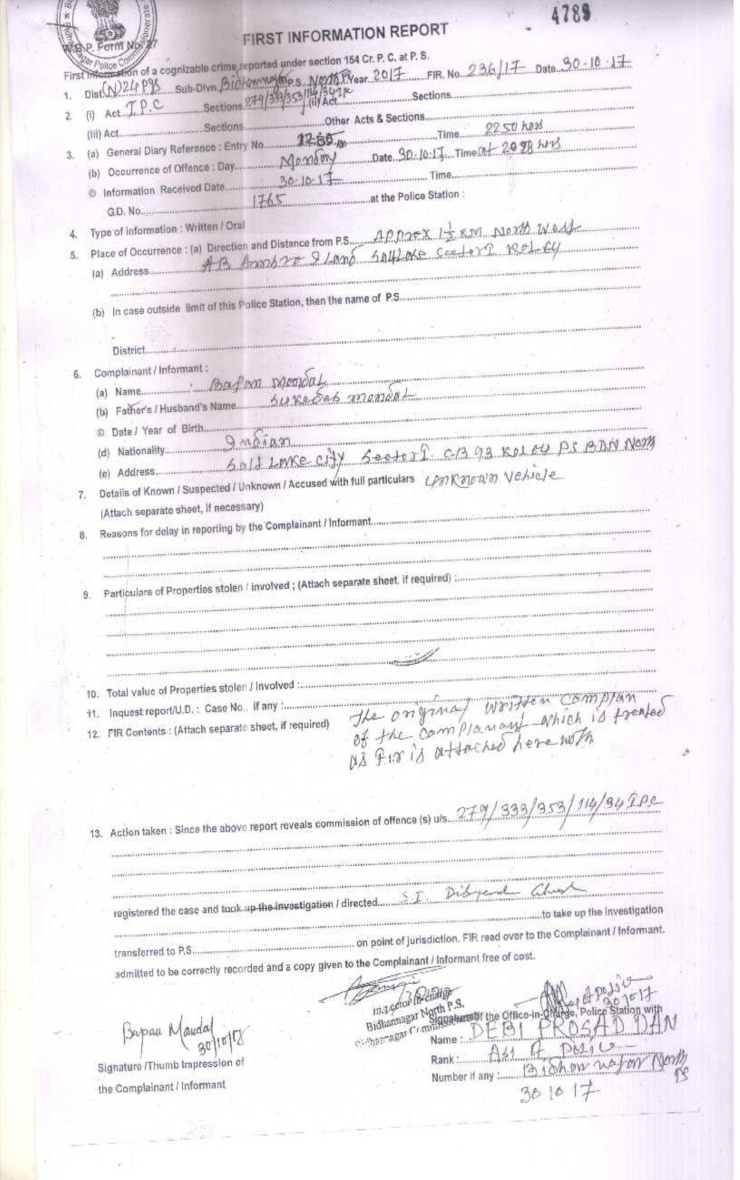 4789
FIRST INFORMATION REPORT
W.B.P. Form No. 27
First Information of a cognizable crime reported under section 154 Cr. P. C. at P. S.
1. Dist (N) 24 Pgs Sub-Divn. P.S. North PS Year 2017 FIR. No. 236/17 Date 30-10-17
2. (i) Act I.P.C Sections 279/333/353/114/34 IPC (ii) Act Sections
(iii) Act Sections Other Acts & Sections
3. (a) General Diary Reference : Entry No. Time 2250 hrs
(b) Occurrence of Offence : Day Monday Date 30-10-17 Time at
© Information Received Date 30-10-17 Time
G.D. No. 1765 at the Police Station :
4. Type of information : Written / Oral
5. Place of Occurrence : (a) Direction and Distance from P.S. Approx 1½ KM North West
(a) Address AB Island Salt Lake Sector I Kol 64
(b) In case outside limit of this Police Station, then the name of P.S.
District
6. Complainant / Informant :
(a) Name Bapan Mondal
(b) Father's / Husband's Name Sukadeb mondal
© Date / Year of Birth
(d) Nationality Indian
(e) Address Salt Lake city Sector I. CB 93 Kol 64 PS BDN North
7. Details of Known / Suspected / Unknown / Accused with full particulars unknown vehicle
(Attach separate sheet, if necessary)
8. Reasons for delay in reporting by the Complainant / Informant
9. Particulars of Properties stolen / involved ; (Attach separate sheet, if required) :
10. Total value of Properties stolen / Involved :
11. Inquest report/U.D. : Case No., if any :
12. FIR Contents : (Attach separate sheet, if required) The original written complan
of the complanant which is treated
as Fir is attached here with
13. Action taken : Since the above report reveals commission of offence (s) u/s. 279/333/353/114/34 I.P.C
registered the case and took up the investigation / directed S.I. Dibyendu Ghosh
to take up the investigation
transferred to P.S. on point of jurisdiction. FIR read over to the Complainant / Informant.
admitted to be correctly recorded and a copy given to the Complainant / Informant free of cost.
Inspector In-charge
Bidhannagar North P.S.
Bidhannagar Commissionerate
30/10/17
Signature of the Office-in-Charge, Police Station with
Name : DEBI PROSAD DAN
Rank : ASI of Police
Number if any : North PS
30 10 17
Bapan Mandal
30/10/17
Signature /Thumb Impression of
the Complainant / Informant